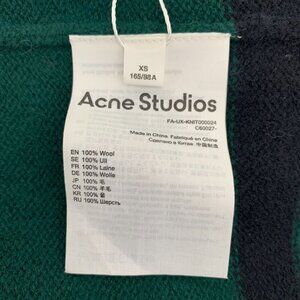 XS
165/88A
Acne Studios
FA-UX-KNIT000024
C60027-
Made in China. Fabriqué en Chine
Сделано в Китае. 中国制造
EN 100% Wool
SE 100% Ull
FR 100% Laine
DE 100% Wolle
JP 100% 毛
CN 100% 羊毛
KR 100% 울
RU 100% Шерсть